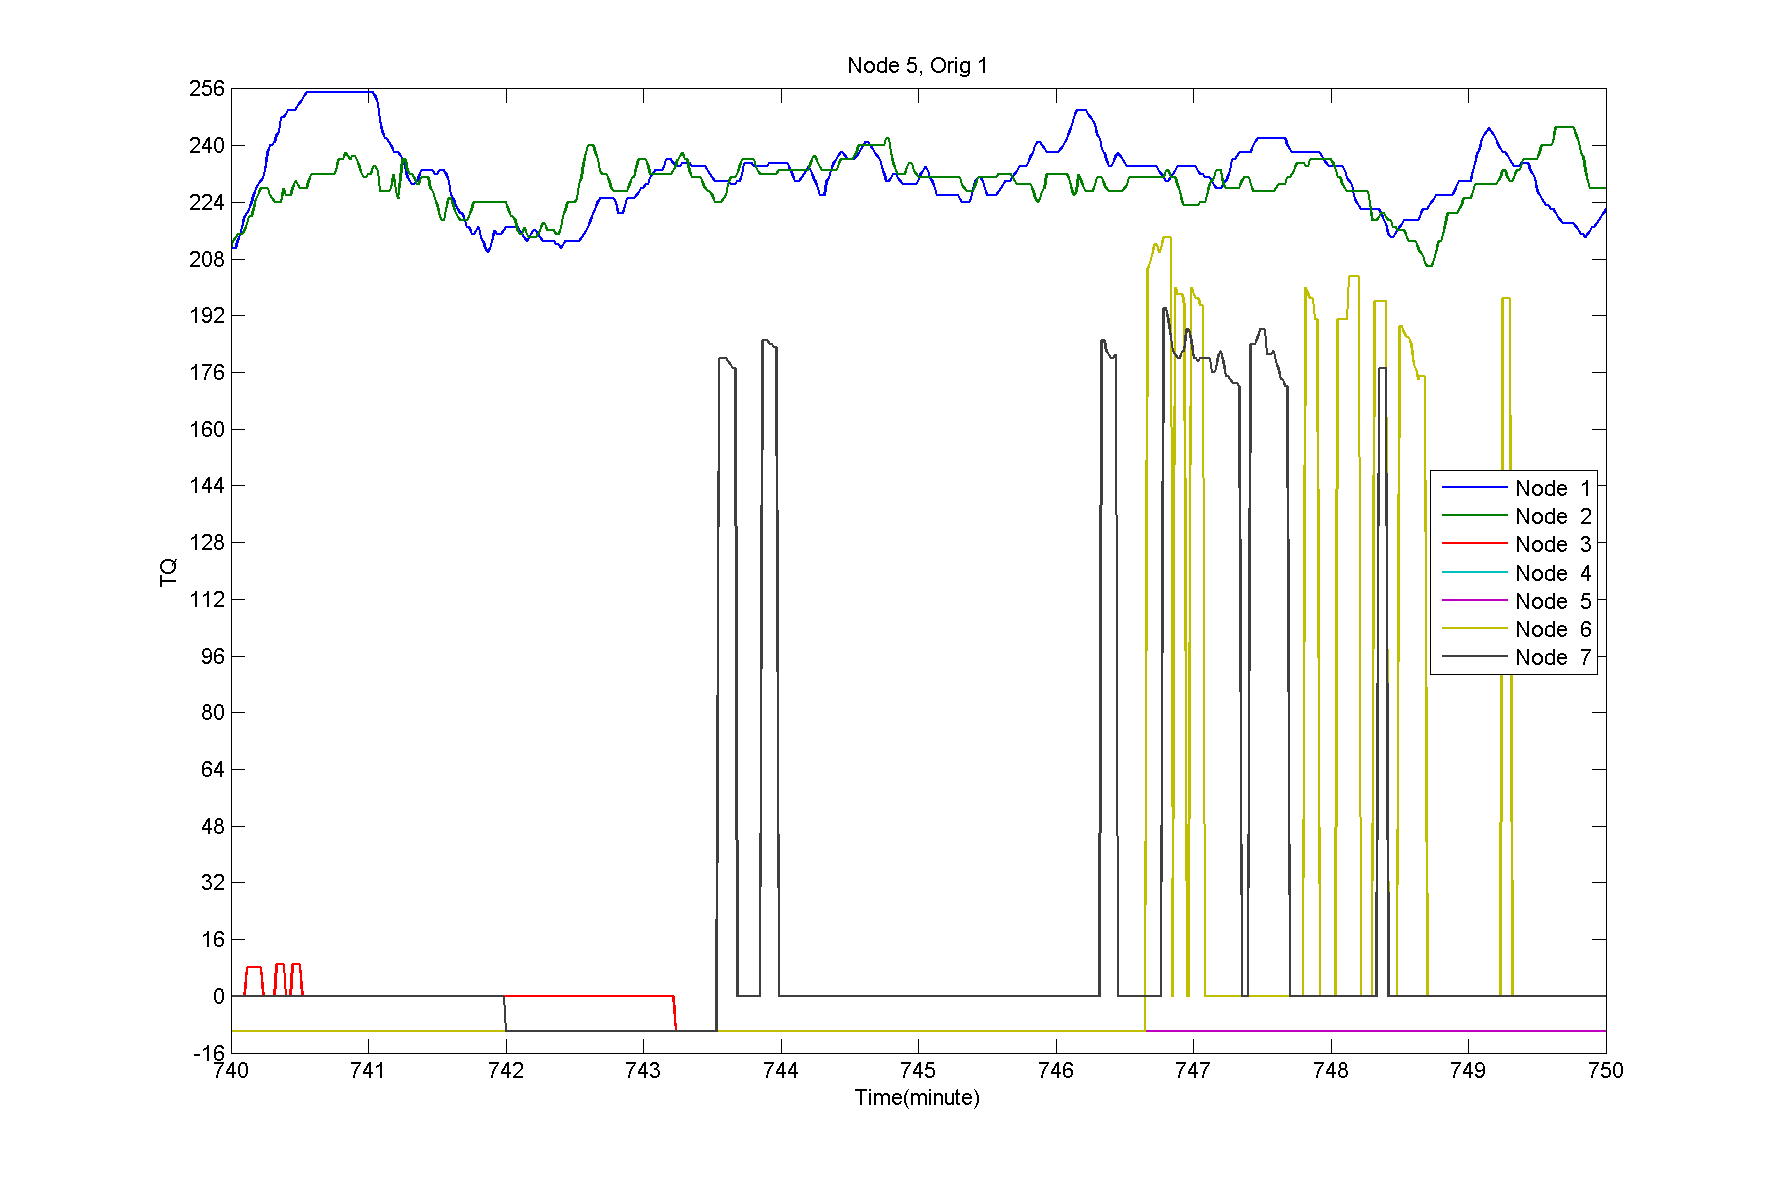 Node 5, Orig 1
256
240
224
208
192
176
160
144
128
112
96
80
64
48
32
16
0
-16
TQ
740 741 742 743 744 745 746 747 748 749 750
Time(minute)
Node 1
Node 2
Node 3
Node 4
Node 5
Node 6
Node 7